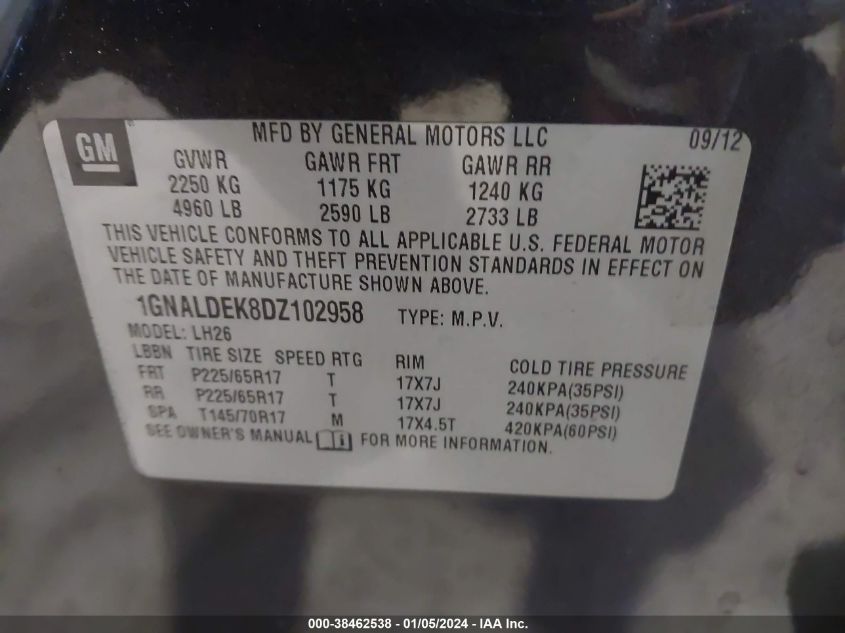 GM
MFD BY GENERAL MOTORS LLC 09/12
GVWR GAWR FRT GAWR RR
2250 KG 1175 KG 1240 KG
4960 LB 2590 LB 2733 LB
THIS VEHICLE CONFORMS TO ALL APPLICABLE U.S. FEDERAL MOTOR
VEHICLE SAFETY AND THEFT PREVENTION STANDARDS IN EFFECT ON
THE DATE OF MANUFACTURE SHOWN ABOVE.
1GNALDEK8DZ102958 TYPE: M.P.V.
MODEL: LH26
LBBN TIRE SIZE SPEED RTG RIM COLD TIRE PRESSURE
FRT P225/65R17 T 17X7J 240KPA(35PSI)
RR P225/65R17 T 17X7J 240KPA(35PSI)
SPA T145/70R17 M 17X4.5T 420KPA(60PSI)
SEE OWNER'S MANUAL FOR MORE INFORMATION.
000-38462538 - 01/05/2024 - IAA Inc.